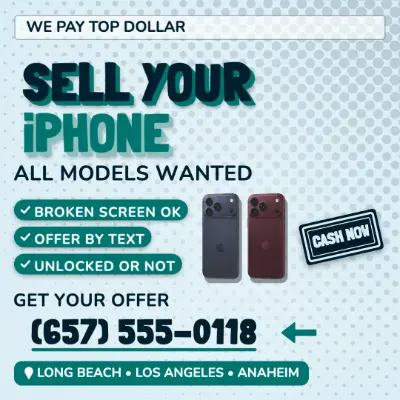 WE PAY TOP DOLLAR
SELL YOUR
iPHONE
ALL MODELS WANTED
BROKEN SCREEN OK
OFFER BY TEXT
UNLOCKED OR NOT
CASH NOW
GET YOUR OFFER
(657) 555-0118
LONG BEACH • LOS ANGELES • ANAHEIM